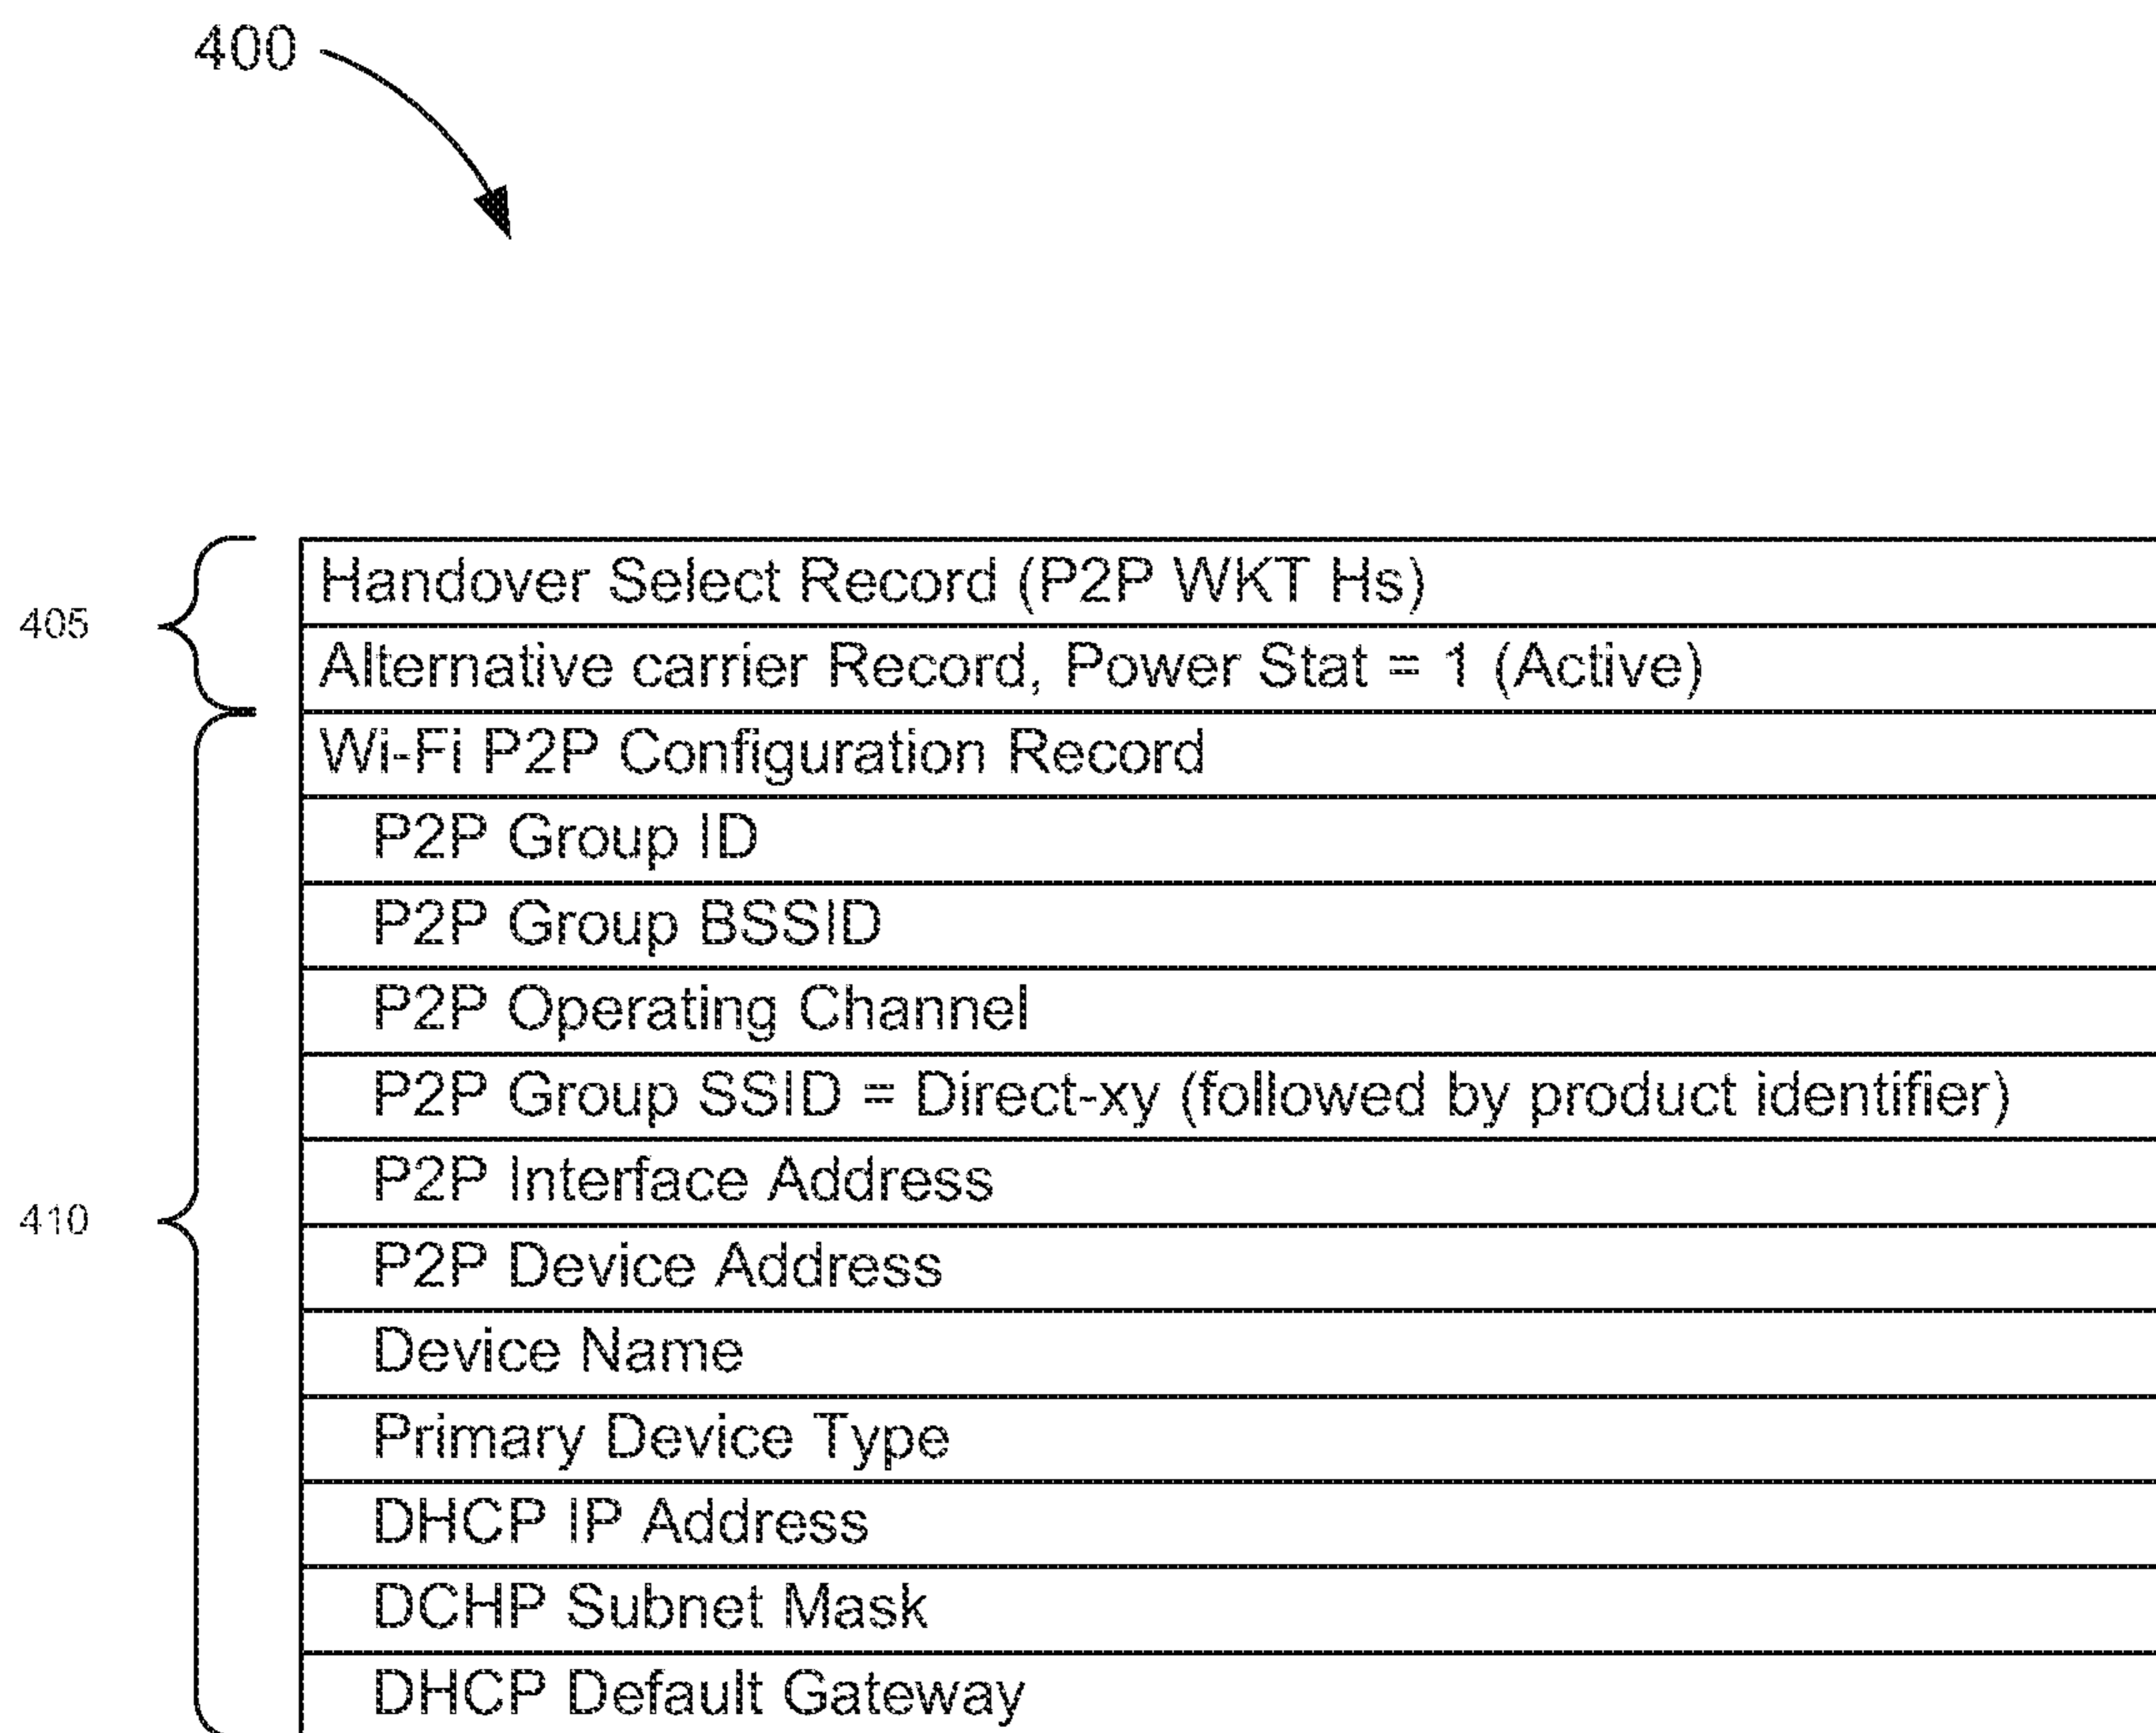 400
405
Handover Select Record (P2P WKT Hs)
Alternative carrier Record, Power Stat = 1 (Active)
410
Wi-Fi P2P Configuration Record
P2P Group ID
P2P Group BSSID
P2P Operating Channel
P2P Group SSID = Direct-xy (followed by product identifier)
P2P Interface Address
P2P Device Address
Device Name
Primary Device Type
DHCP IP Address
DCHP Subnet Mask
DHCP Default Gateway